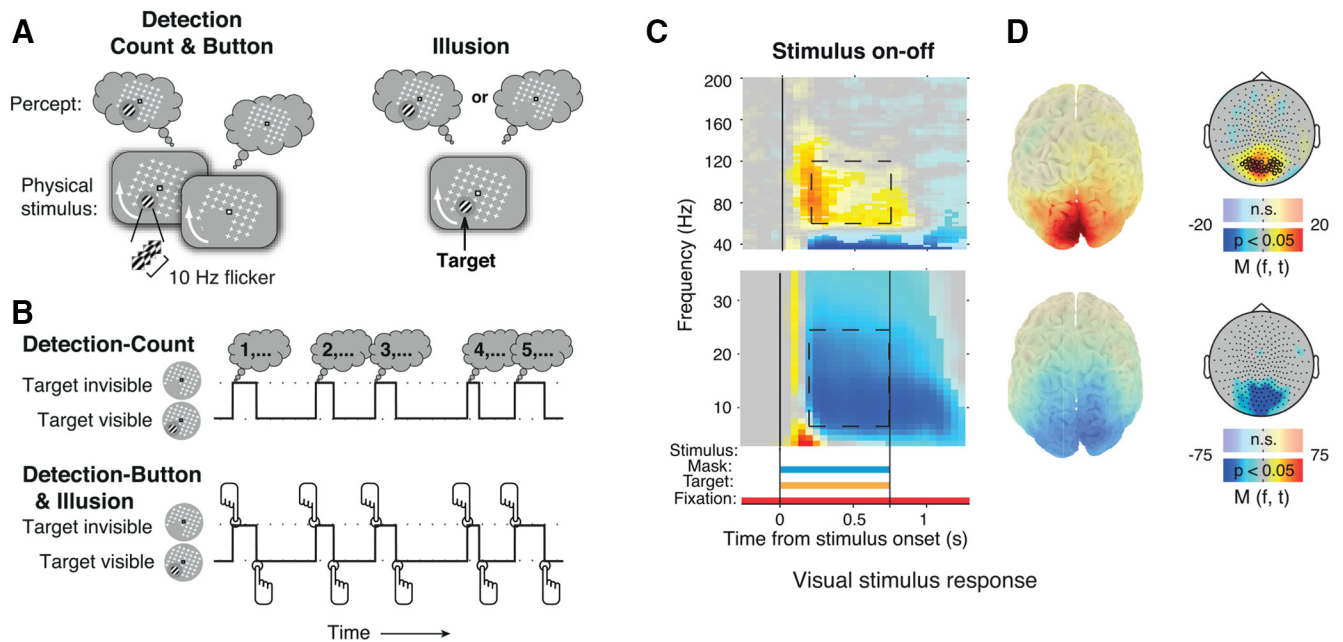 A
Detection
Count & Button
Illusion
Percept:
or
Physical
stimulus:
10 Hz flicker
Target
B
Detection-Count
1,...
2,...
3,...
4,...
5,...
Target invisible
Target visible
Detection-Button
& Illusion
Target invisible
Target visible
Time
C
Stimulus on-off
200
160
120
80
40
Frequency (Hz)
30
20
10
Stimulus:
Mask:
Target:
Fixation:
0
0.5
1
Time from stimulus onset (s)
Visual stimulus response
D
n.s.
-20
20
p < 0.05
M (f, t)
n.s.
-75
75
p < 0.05
M (f, t)